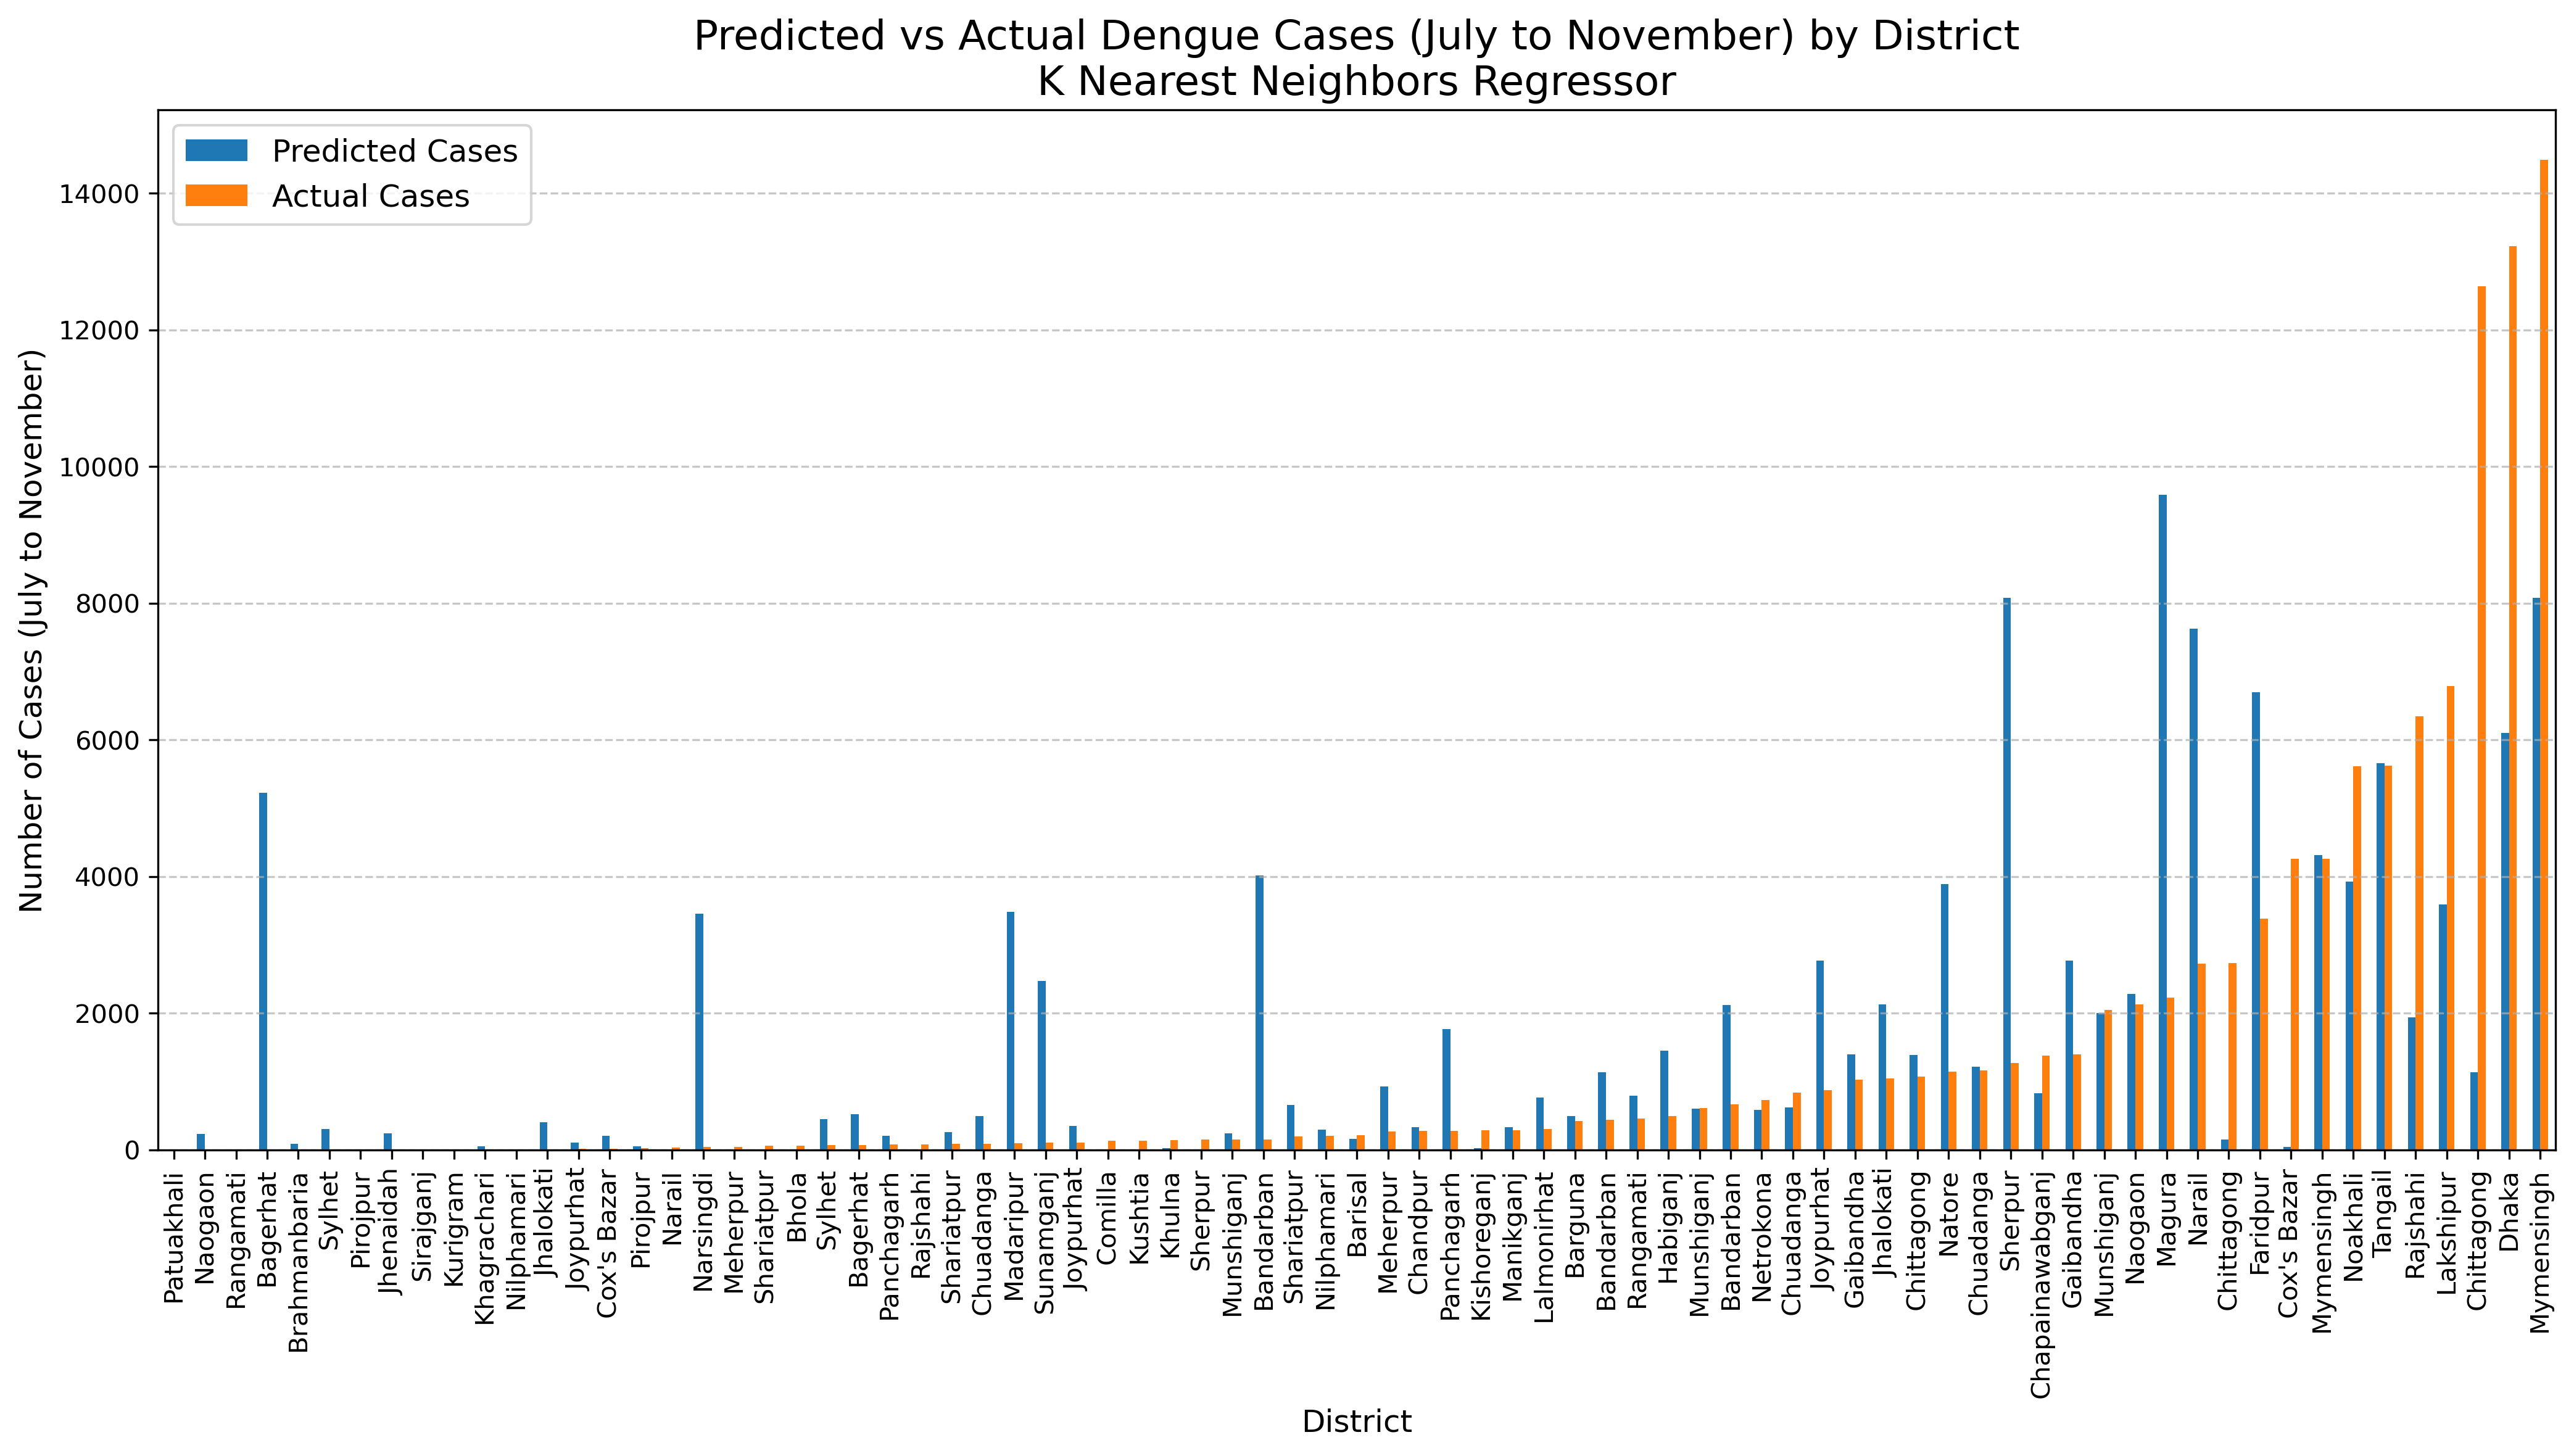 Predicted vs Actual Dengue Cases (July to November) by District
K Nearest Neighbors Regressor
Predicted Cases
Actual Cases
Number of Cases (July to November)
14000
12000
10000
8000
6000
4000
2000
0
Patuakhali
Naogaon
Rangamati
Bagerhat
Brahmanbaria
Sylhet
Pirojpur
Jhenaidah
Sirajganj
Kurigram
Khagrachari
Nilphamari
Jhalokati
Joypurhat
Cox's Bazar
Pirojpur
Narail
Narsingdi
Meherpur
Shariatpur
Bhola
Sylhet
Bagerhat
Panchagarh
Rajshahi
Shariatpur
Chuadanga
Madaripur
Sunamganj
Joypurhat
Comilla
Kushtia
Khulna
Sherpur
Munshiganj
Bandarban
Shariatpur
Nilphamari
Barisal
Meherpur
Chandpur
Panchagarh
Kishoreganj
Manikganj
Lalmonirhat
Barguna
Bandarban
Rangamati
Habiganj
Munshiganj
Bandarban
Netrokona
Chuadanga
Joypurhat
Gaibandha
Jhalokati
Chittagong
Natore
Chuadanga
Sherpur
Chapainawabganj
Gaibandha
Munshiganj
Naogaon
Magura
Narail
Chittagong
Faridpur
Cox's Bazar
Mymensingh
Noakhali
Tangail
Rajshahi
Lakshipur
Chittagong
Dhaka
Mymensingh
District